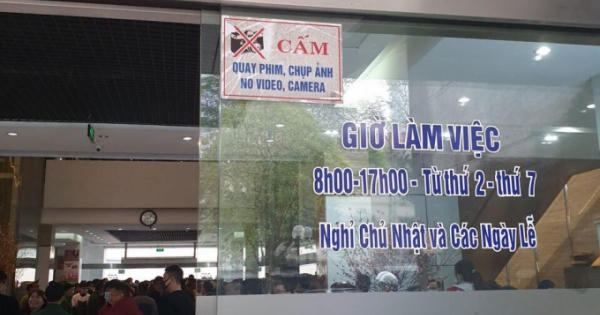 CẤM
QUAY PHIM, CHỤP ẢNH
NO VIDEO, CAMERA
GIỜ LÀM VIỆC
8h00-17h00 - Từ thứ 2 - thứ 7
Nghỉ Chủ Nhật và Các Ngày Lễ